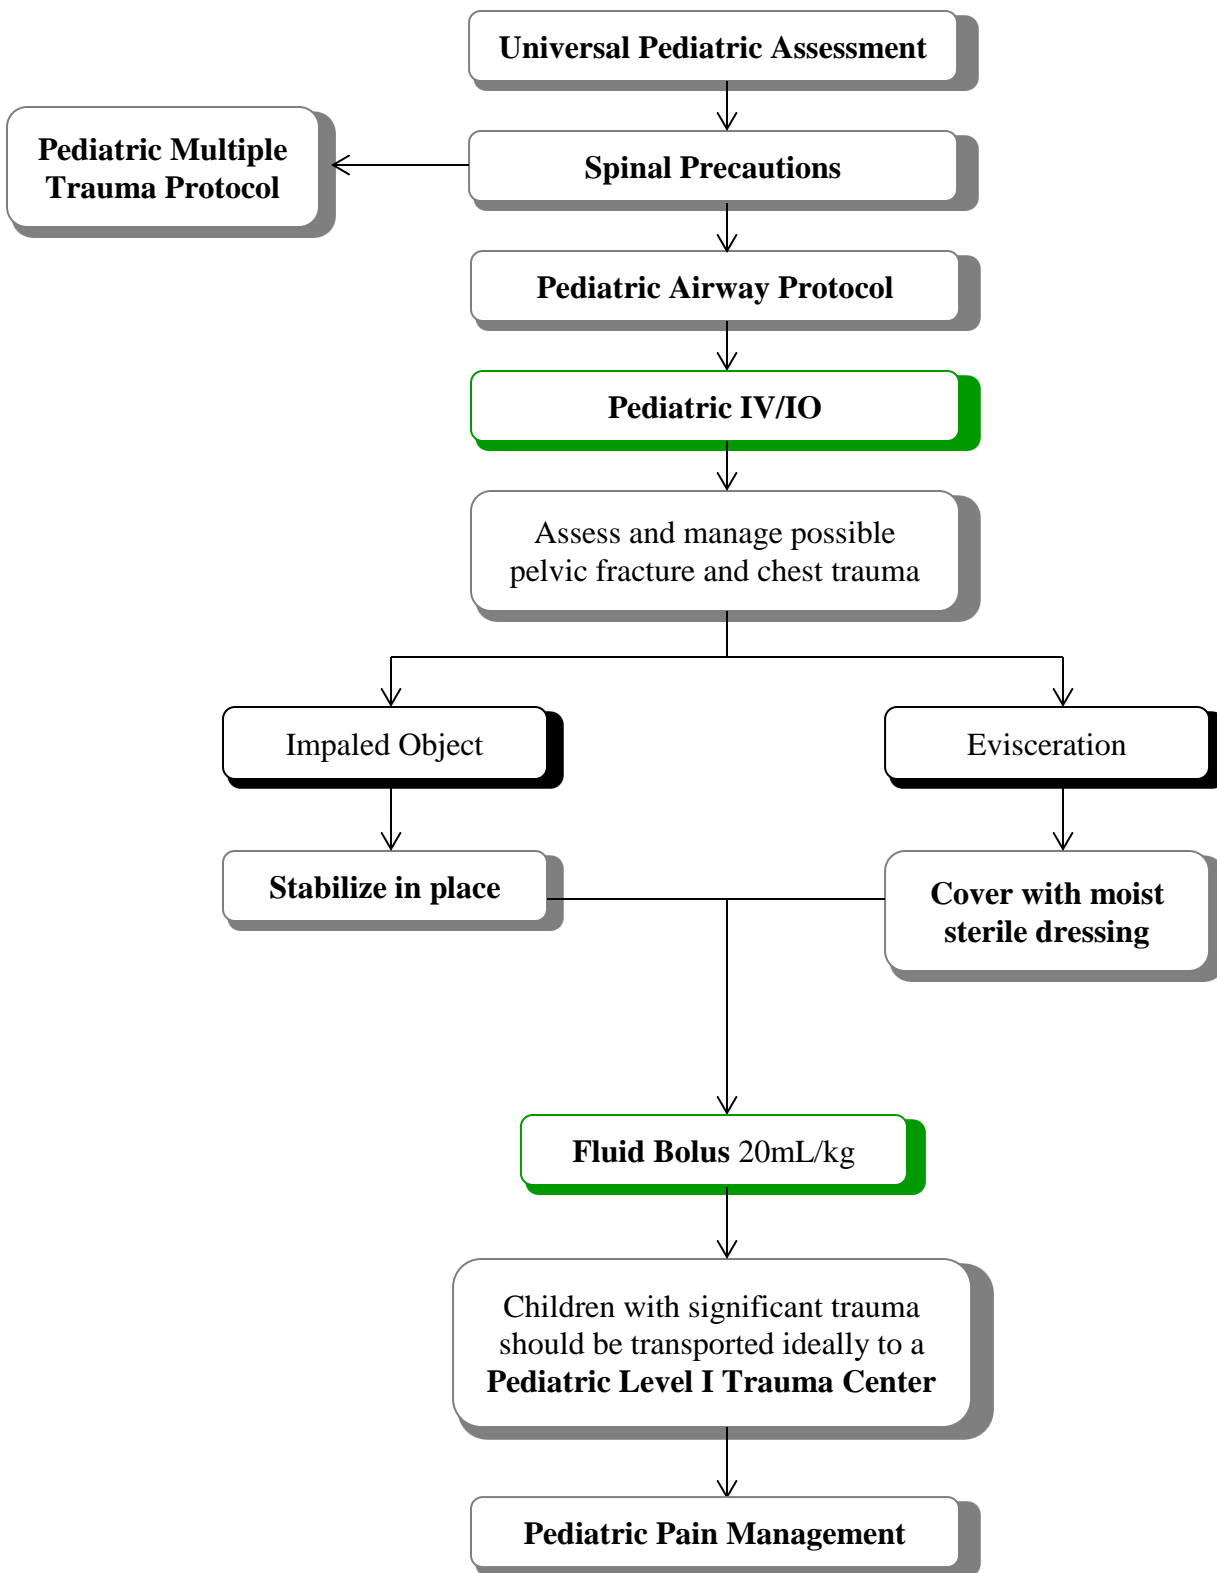 Universal Pediatric Assessment
Pediatric Multiple
Trauma Protocol
Spinal Precautions
Pediatric Airway Protocol
Pediatric IV/IO
Assess and manage possible
pelvic fracture and chest trauma
Impaled Object
Evisceration
Stabilize in place
Cover with moist
sterile dressing
Fluid Bolus 20mL/kg
Children with significant trauma
should be transported ideally to a
Pediatric Level I Trauma Center
Pediatric Pain Management